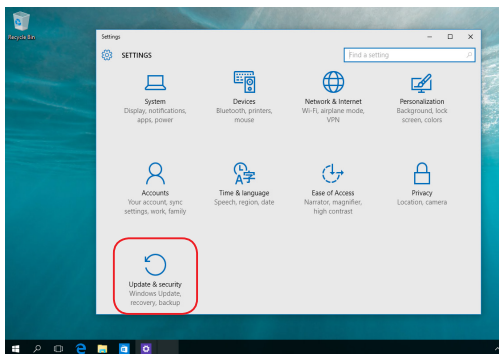 Recycle Bin
Settings
SETTINGS
Find a setting
System
Display, notifications,
apps, power
Devices
Bluetooth, printers,
mouse
Network & Internet
Wi-Fi, airplane mode,
VPN
Personalization
Background, lock
screen, colors
Accounts
Your account, sync
settings, work, family
Time & language
Speech, region, date
Ease of Access
Narrator, magnifier,
high contrast
Privacy
Location, camera
Update & security
Windows Update,
recovery, backup